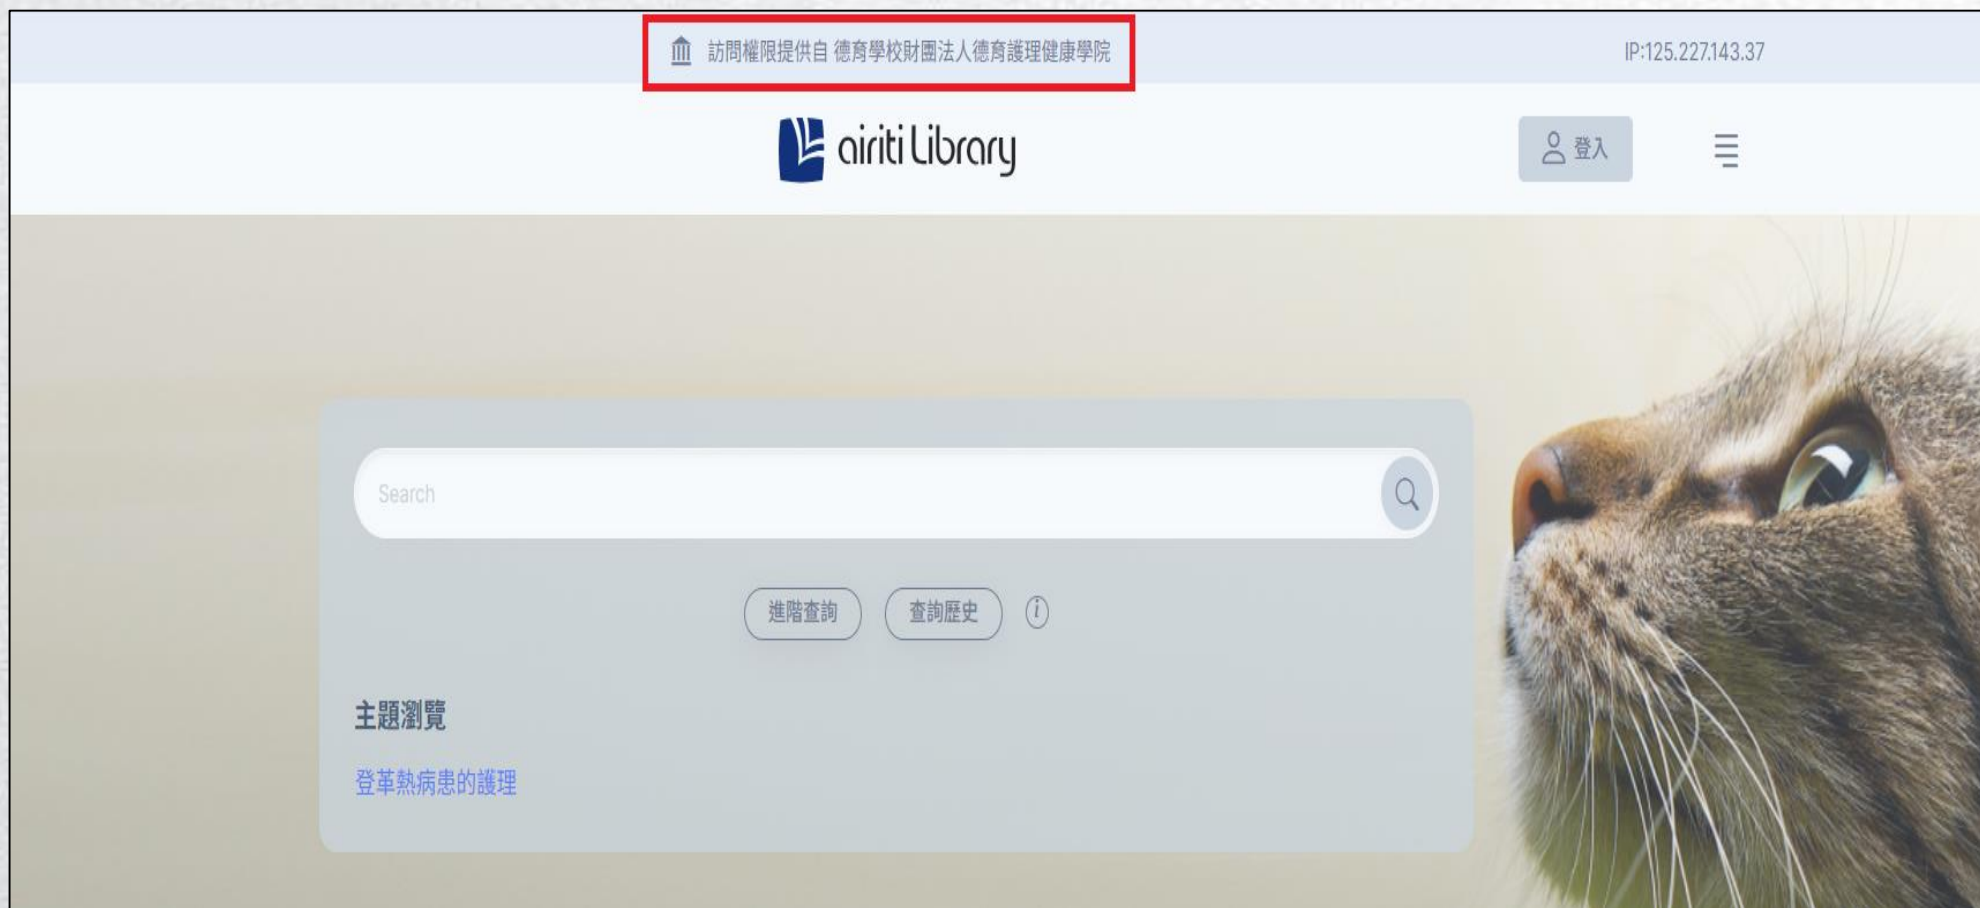 訪問權限提供自 德育學校財團法人德育護理健康學院
IP:125.227.143.37
airiti Library
登入
Search
進階查詢
查詢歷史
i
主題瀏覽
登革熱病患的護理